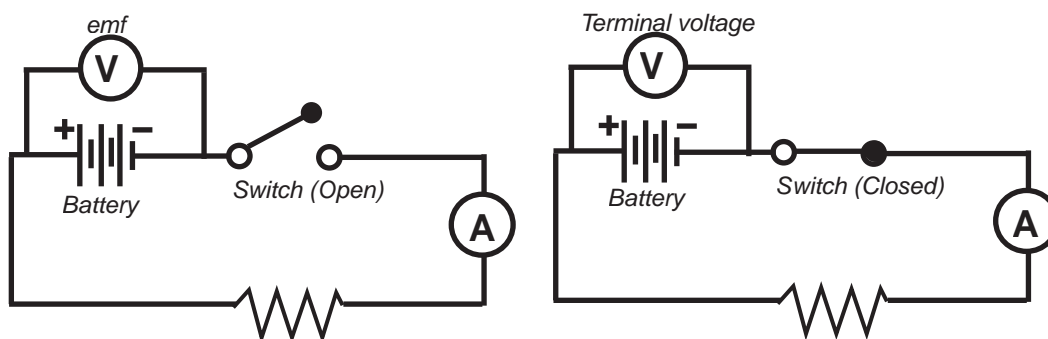 emf
V
+ −
Battery
Switch (Open)
A
Terminal voltage
V
+ −
Battery
Switch (Closed)
A